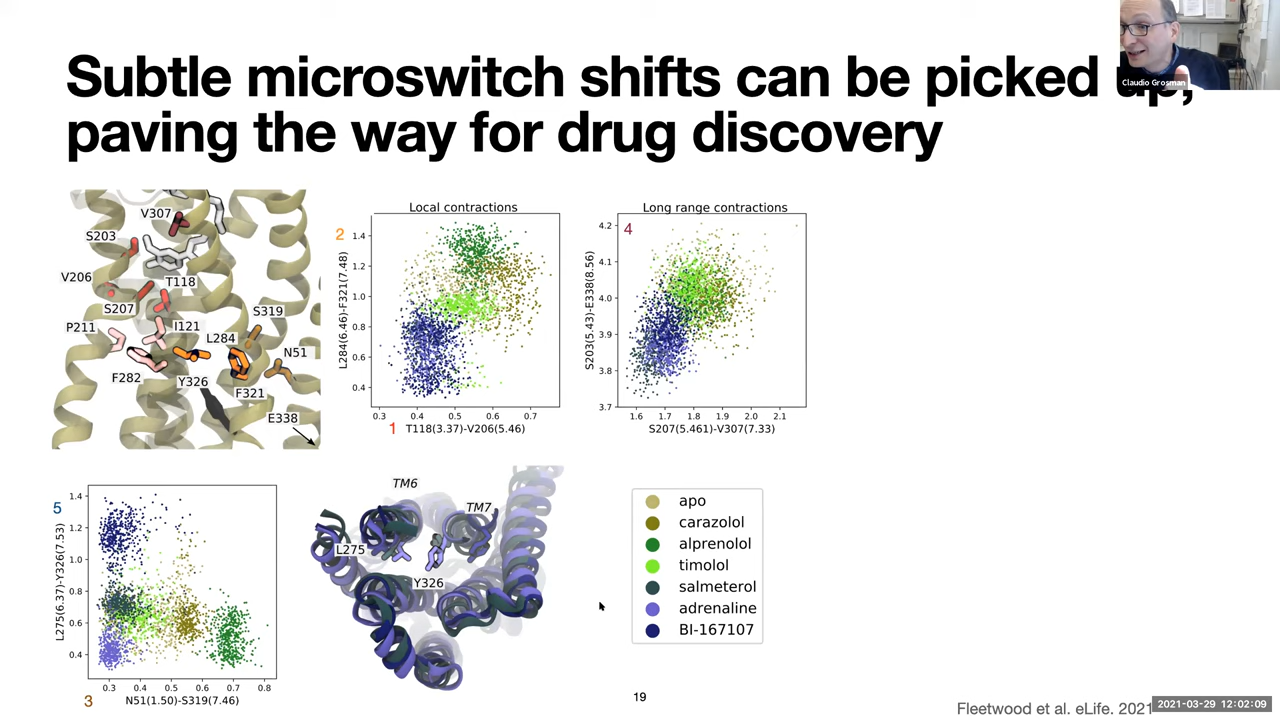 Subtle microswitch shifts can be picked up,
paving the way for drug discovery
Claudio Grosman
V307
S203
V206
T118
S207
S319
P211
I121
L284
N51
F282
Y326
F321
E338
Local contractions
2
L284(6.46)-F321(7.48)
1.4
1.2
1.0
0.8
0.6
0.4
0.3 0.4 0.5 0.6 0.7
1 T118(3.37)-V206(5.46)
Long range contractions
4
S203(5.43)-E338(8.56)
4.2
4.1
4.0
3.9
3.8
3.7
1.6 1.7 1.8 1.9 2.0 2.1
S207(5.461)-V307(7.33)
5
L275(6.37)-Y326(7.53)
1.4
1.2
1.0
0.8
0.6
0.4
0.3 0.4 0.5 0.6 0.7 0.8
3 N51(1.50)-S319(7.46)
TM6
TM7
L275
Y326
apo
carazolol
alprenolol
timolol
salmeterol
adrenaline
BI-167107
19
Fleetwood et al. eLife. 2021
2021-03-29 12:02:09